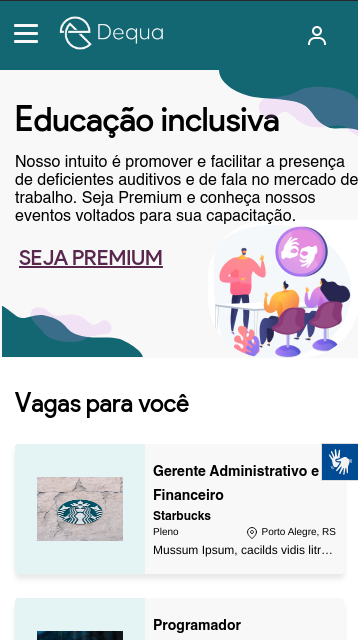 Dequa
Educação inclusiva
Nosso intuito é promover e facilitar a presença
de deficientes auditivos e de fala no mercado de
trabalho. Seja Premium e conheça nossos
eventos voltados para sua capacitação.
SEJA PREMIUM
Vagas para você
Gerente Administrativo e
Financeiro
Starbucks
Pleno Porto Alegre, RS
Mussum Ipsum, cacilds vidis litr…
Programador